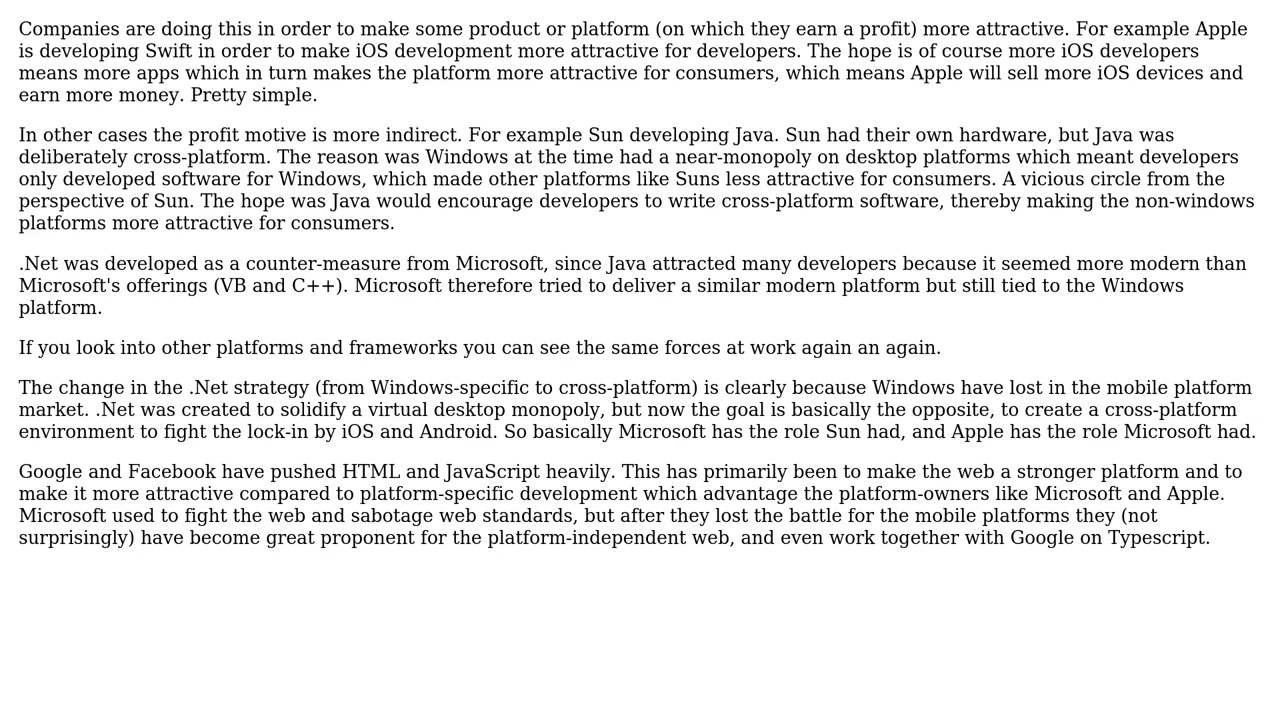 Companies are doing this in order to make some product or platform (on which they earn a profit) more attractive. For example Apple
is developing Swift in order to make iOS development more attractive for developers. The hope is of course more iOS developers
means more apps which in turn makes the platform more attractive for consumers, which means Apple will sell more iOS devices and
earn more money. Pretty simple.
In other cases the profit motive is more indirect. For example Sun developing Java. Sun had their own hardware, but Java was
deliberately cross-platform. The reason was Windows at the time had a near-monopoly on desktop platforms which meant developers
only developed software for Windows, which made other platforms like Suns less attractive for consumers. A vicious circle from the
perspective of Sun. The hope was Java would encourage developers to write cross-platform software, thereby making the non-windows
platforms more attractive for consumers.
.Net was developed as a counter-measure from Microsoft, since Java attracted many developers because it seemed more modern than
Microsoft's offerings (VB and C++). Microsoft therefore tried to deliver a similar modern platform but still tied to the Windows
platform.
If you look into other platforms and frameworks you can see the same forces at work again an again.
The change in the .Net strategy (from Windows-specific to cross-platform) is clearly because Windows have lost in the mobile platform
market. .Net was created to solidify a virtual desktop monopoly, but now the goal is basically the opposite, to create a cross-platform
environment to fight the lock-in by iOS and Android. So basically Microsoft has the role Sun had, and Apple has the role Microsoft had.
Google and Facebook have pushed HTML and JavaScript heavily. This has primarily been to make the web a stronger platform and to
make it more attractive compared to platform-specific development which advantage the platform-owners like Microsoft and Apple.
Microsoft used to fight the web and sabotage web standards, but after they lost the battle for the mobile platforms they (not
surprisingly) have become great proponent for the platform-independent web, and even work together with Google on Typescript.